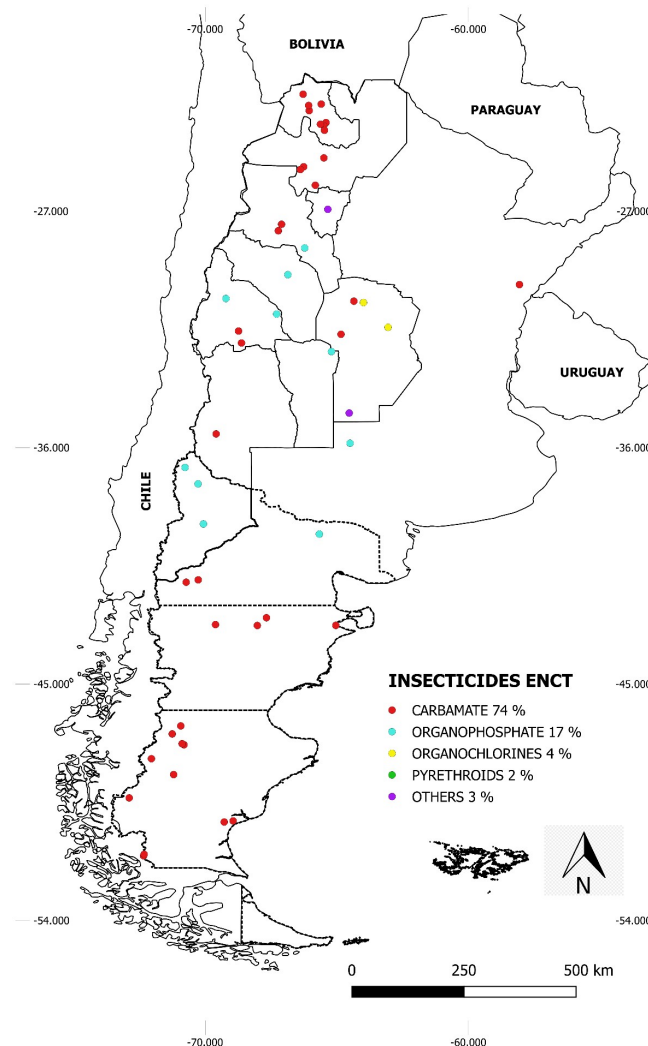 -70.000 -60.000
BOLIVIA
PARAGUAY
-27.000 -27.000
URUGUAY
-36.000 -36.000
CHILE
INSECTICIDES ENCT
-45.000 -45.000
CARBAMATE 74 %
ORGANOPHOSPHATE 17 %
ORGANOCHLORINES 4 %
PYRETHROIDS 2 %
OTHERS 3 %
N
-54.000 -54.000
0 250 500 km
-70.000 -60.000